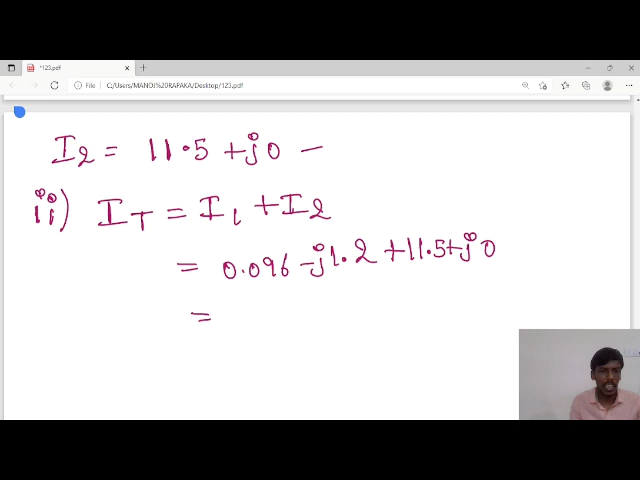 *123.pdf
File C:/Users/MANOJ%20RAPAKA/Desktop/123.pdf
I2 = 11.5 + j0 —
ii) IT = I1 + I2
= 0.096 - j1.2 + 11.5 + j0
=